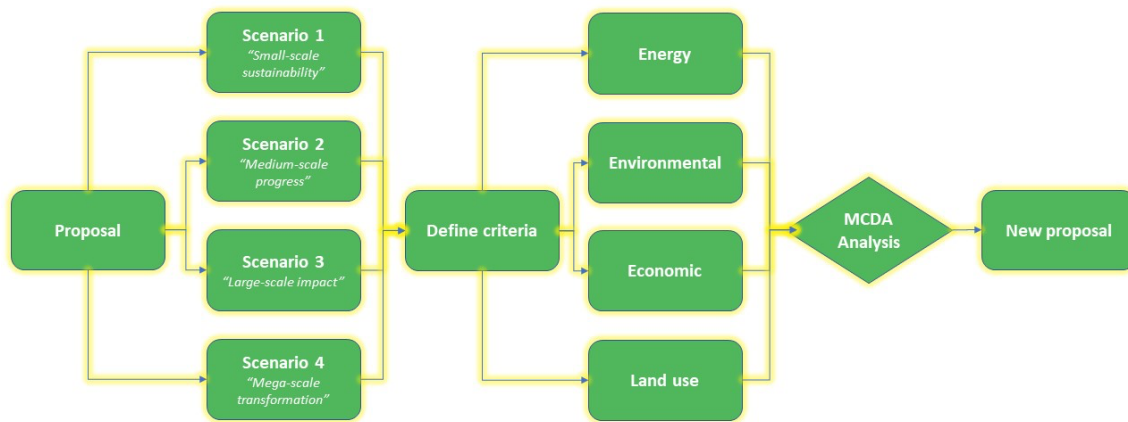 Proposal
Scenario 1
“Small-scale
sustainability”
Scenario 2
“Medium-scale
progress”
Scenario 3
“Large-scale impact”
Scenario 4
“Mega-scale
transformation”
Define criteria
Energy
Environmental
Economic
Land use
MCDA
Analysis
New proposal